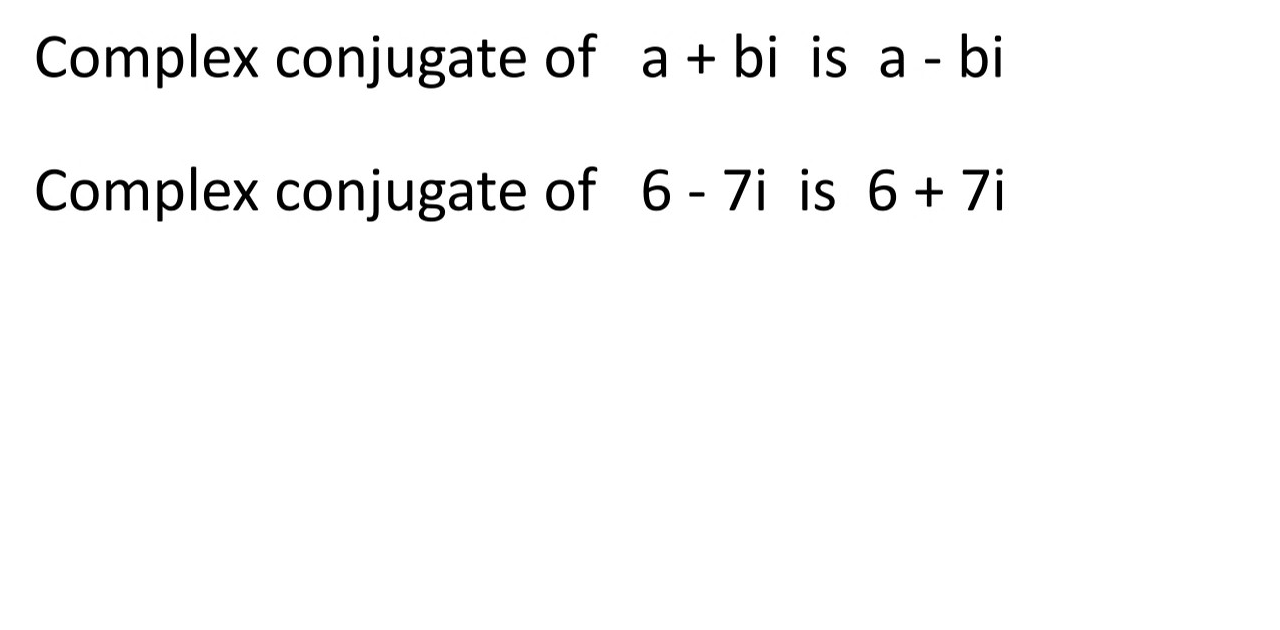 Complex conjugate of a + bi is a - bi
Complex conjugate of 6 - 7i is 6 + 7i